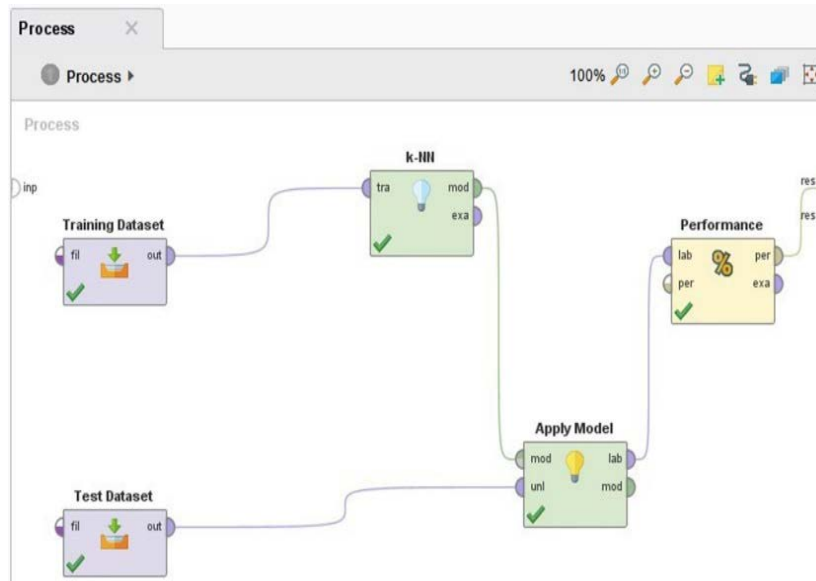 Process
Process
100%
Process
inp
k-NN
tra mod
exa
Training Dataset
fil out
Performance
lab per
per exa
res
res
Apply Model
mod lab
unl mod
Test Dataset
fil out